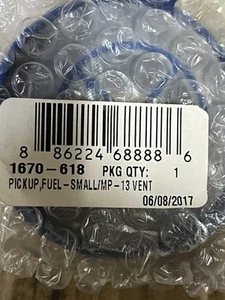 8 86224 68888 6
1670-618 PKG QTY: 1
PICKUP,FUEL-SMALL/MP-13 VENT
06/08/2017